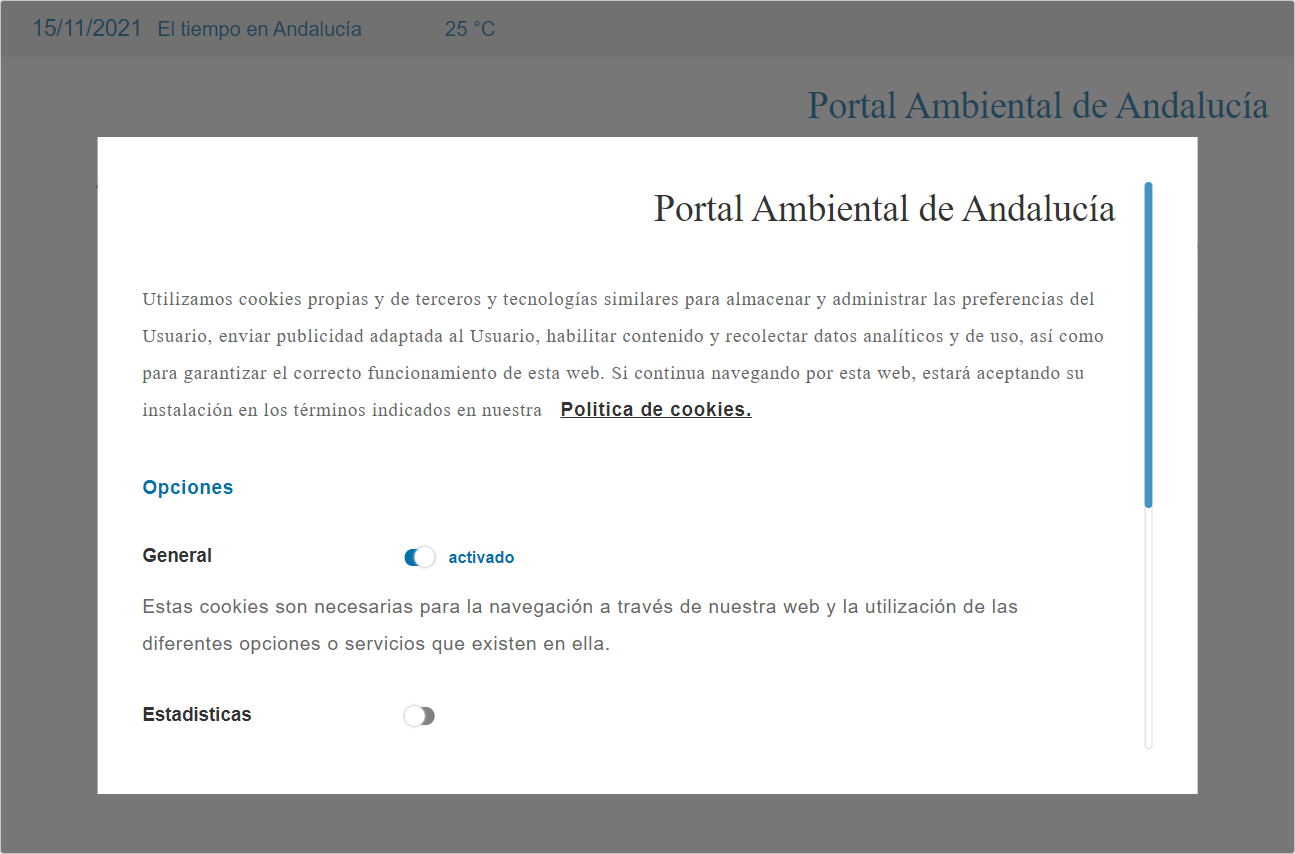 15/11/2021 El tiempo en Andalucía 25 °C
Portal Ambiental de Andalucía
Portal Ambiental de Andalucía
Utilizamos cookies propias y de terceros y tecnologías similares para almacenar y administrar las preferencias del
Usuario, enviar publicidad adaptada al Usuario, habilitar contenido y recolectar datos analíticos y de uso, así como
para garantizar el correcto funcionamiento de esta web. Si continua navegando por esta web, estará aceptando su
instalación en los términos indicados en nuestra Politica de cookies.
Opciones
General activado
Estas cookies son necesarias para la navegación a través de nuestra web y la utilización de las
diferentes opciones o servicios que existen en ella.
Estadisticas